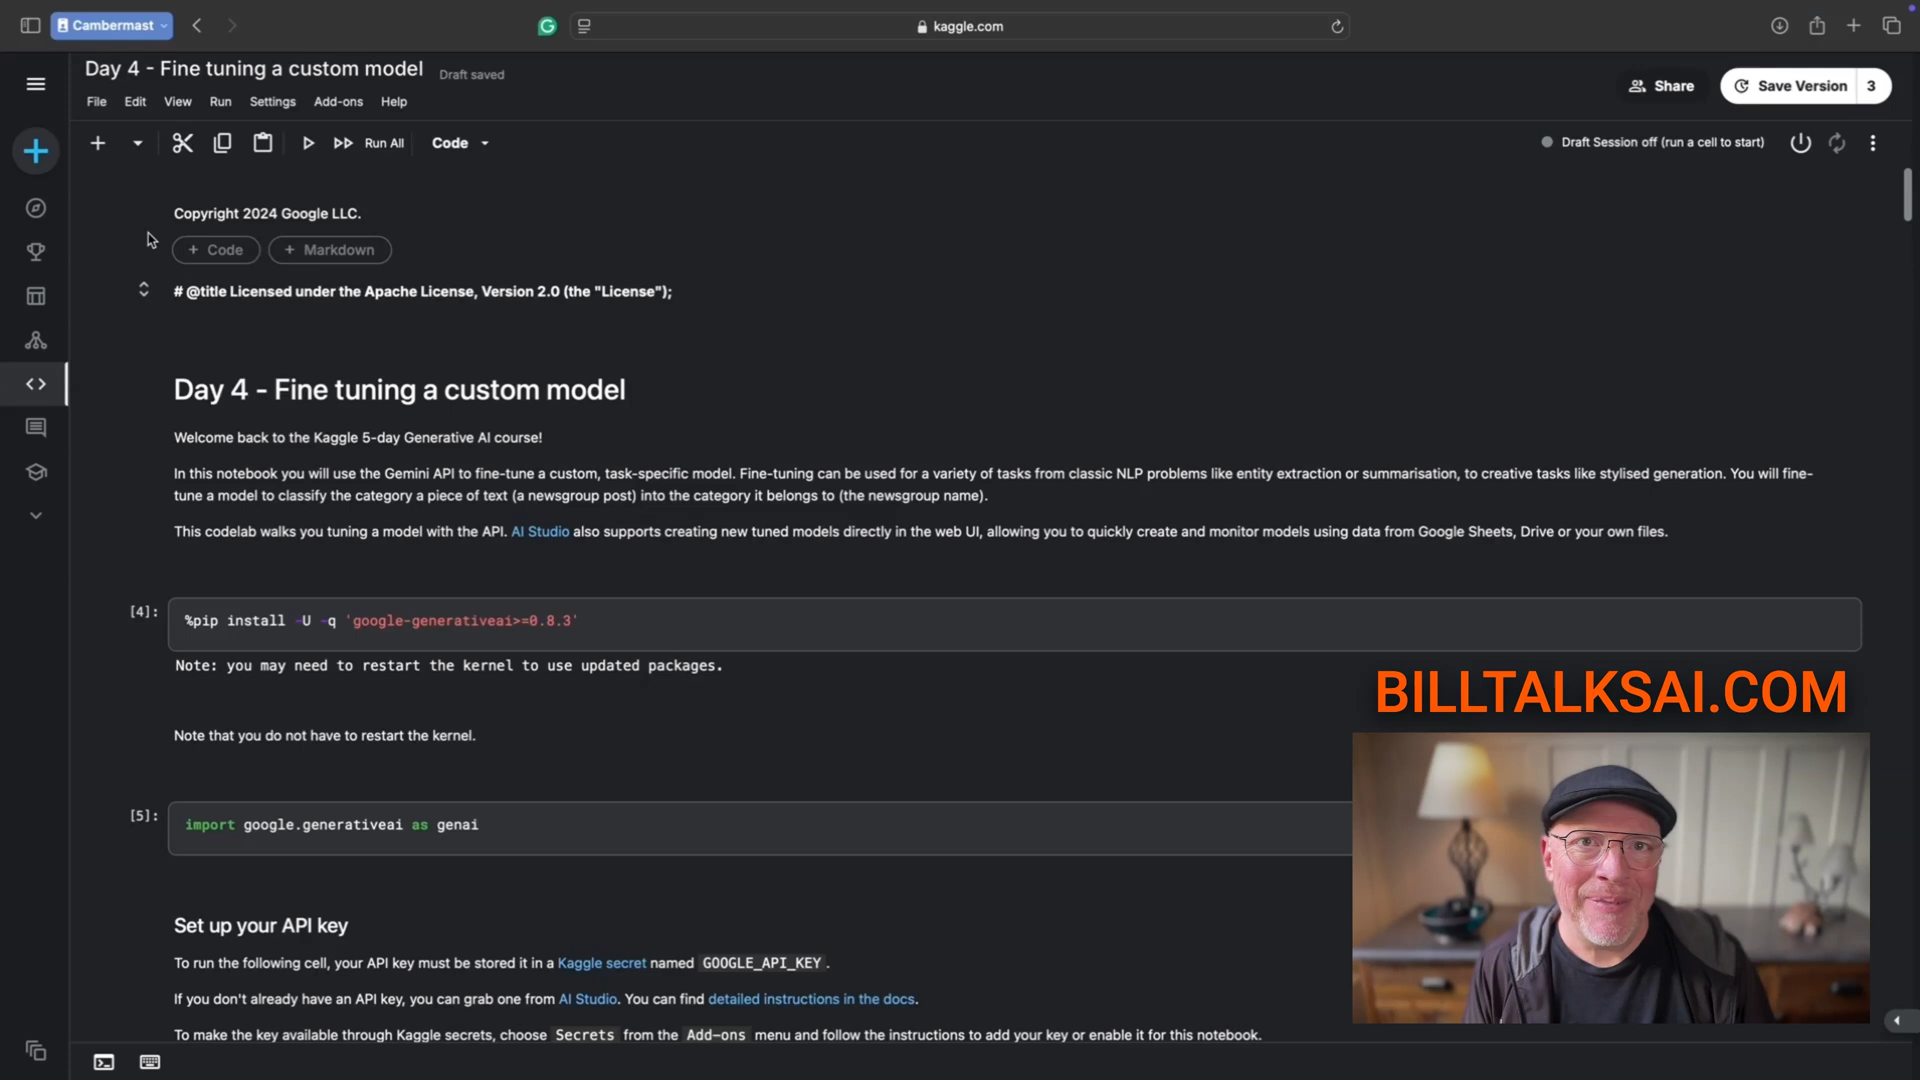 Cambermast
kaggle.com
Day 4 - Fine tuning a custom model Draft saved
File Edit View Run Settings Add-ons Help
Share
Save Version 3
Run All
Code
Draft Session off (run a cell to start)
Copyright 2024 Google LLC.
+ Code
+ Markdown
# @title Licensed under the Apache License, Version 2.0 (the "License");
Day 4 - Fine tuning a custom model
Welcome back to the Kaggle 5-day Generative AI course!
In this notebook you will use the Gemini API to fine-tune a custom, task-specific model. Fine-tuning can be used for a variety of tasks from classic NLP problems like entity extraction or summarisation, to creative tasks like stylised generation. You will fine-
tune a model to classify the category a piece of text (a newsgroup post) into the category it belongs to (the newsgroup name).
This codelab walks you tuning a model with the API. AI Studio also supports creating new tuned models directly in the web UI, allowing you to quickly create and monitor models using data from Google Sheets, Drive or your own files.
[4]:
%pip install -U -q 'google-generativeai>=0.8.3'
Note: you may need to restart the kernel to use updated packages.
BILLTALKSAI.COM
Note that you do not have to restart the kernel.
[5]:
import google.generativeai as genai
Set up your API key
To run the following cell, your API key must be stored it in a Kaggle secret named GOOGLE_API_KEY .
If you don't already have an API key, you can grab one from AI Studio. You can find detailed instructions in the docs.
To make the key available through Kaggle secrets, choose Secrets from the Add-ons menu and follow the instructions to add your key or enable it for this notebook.